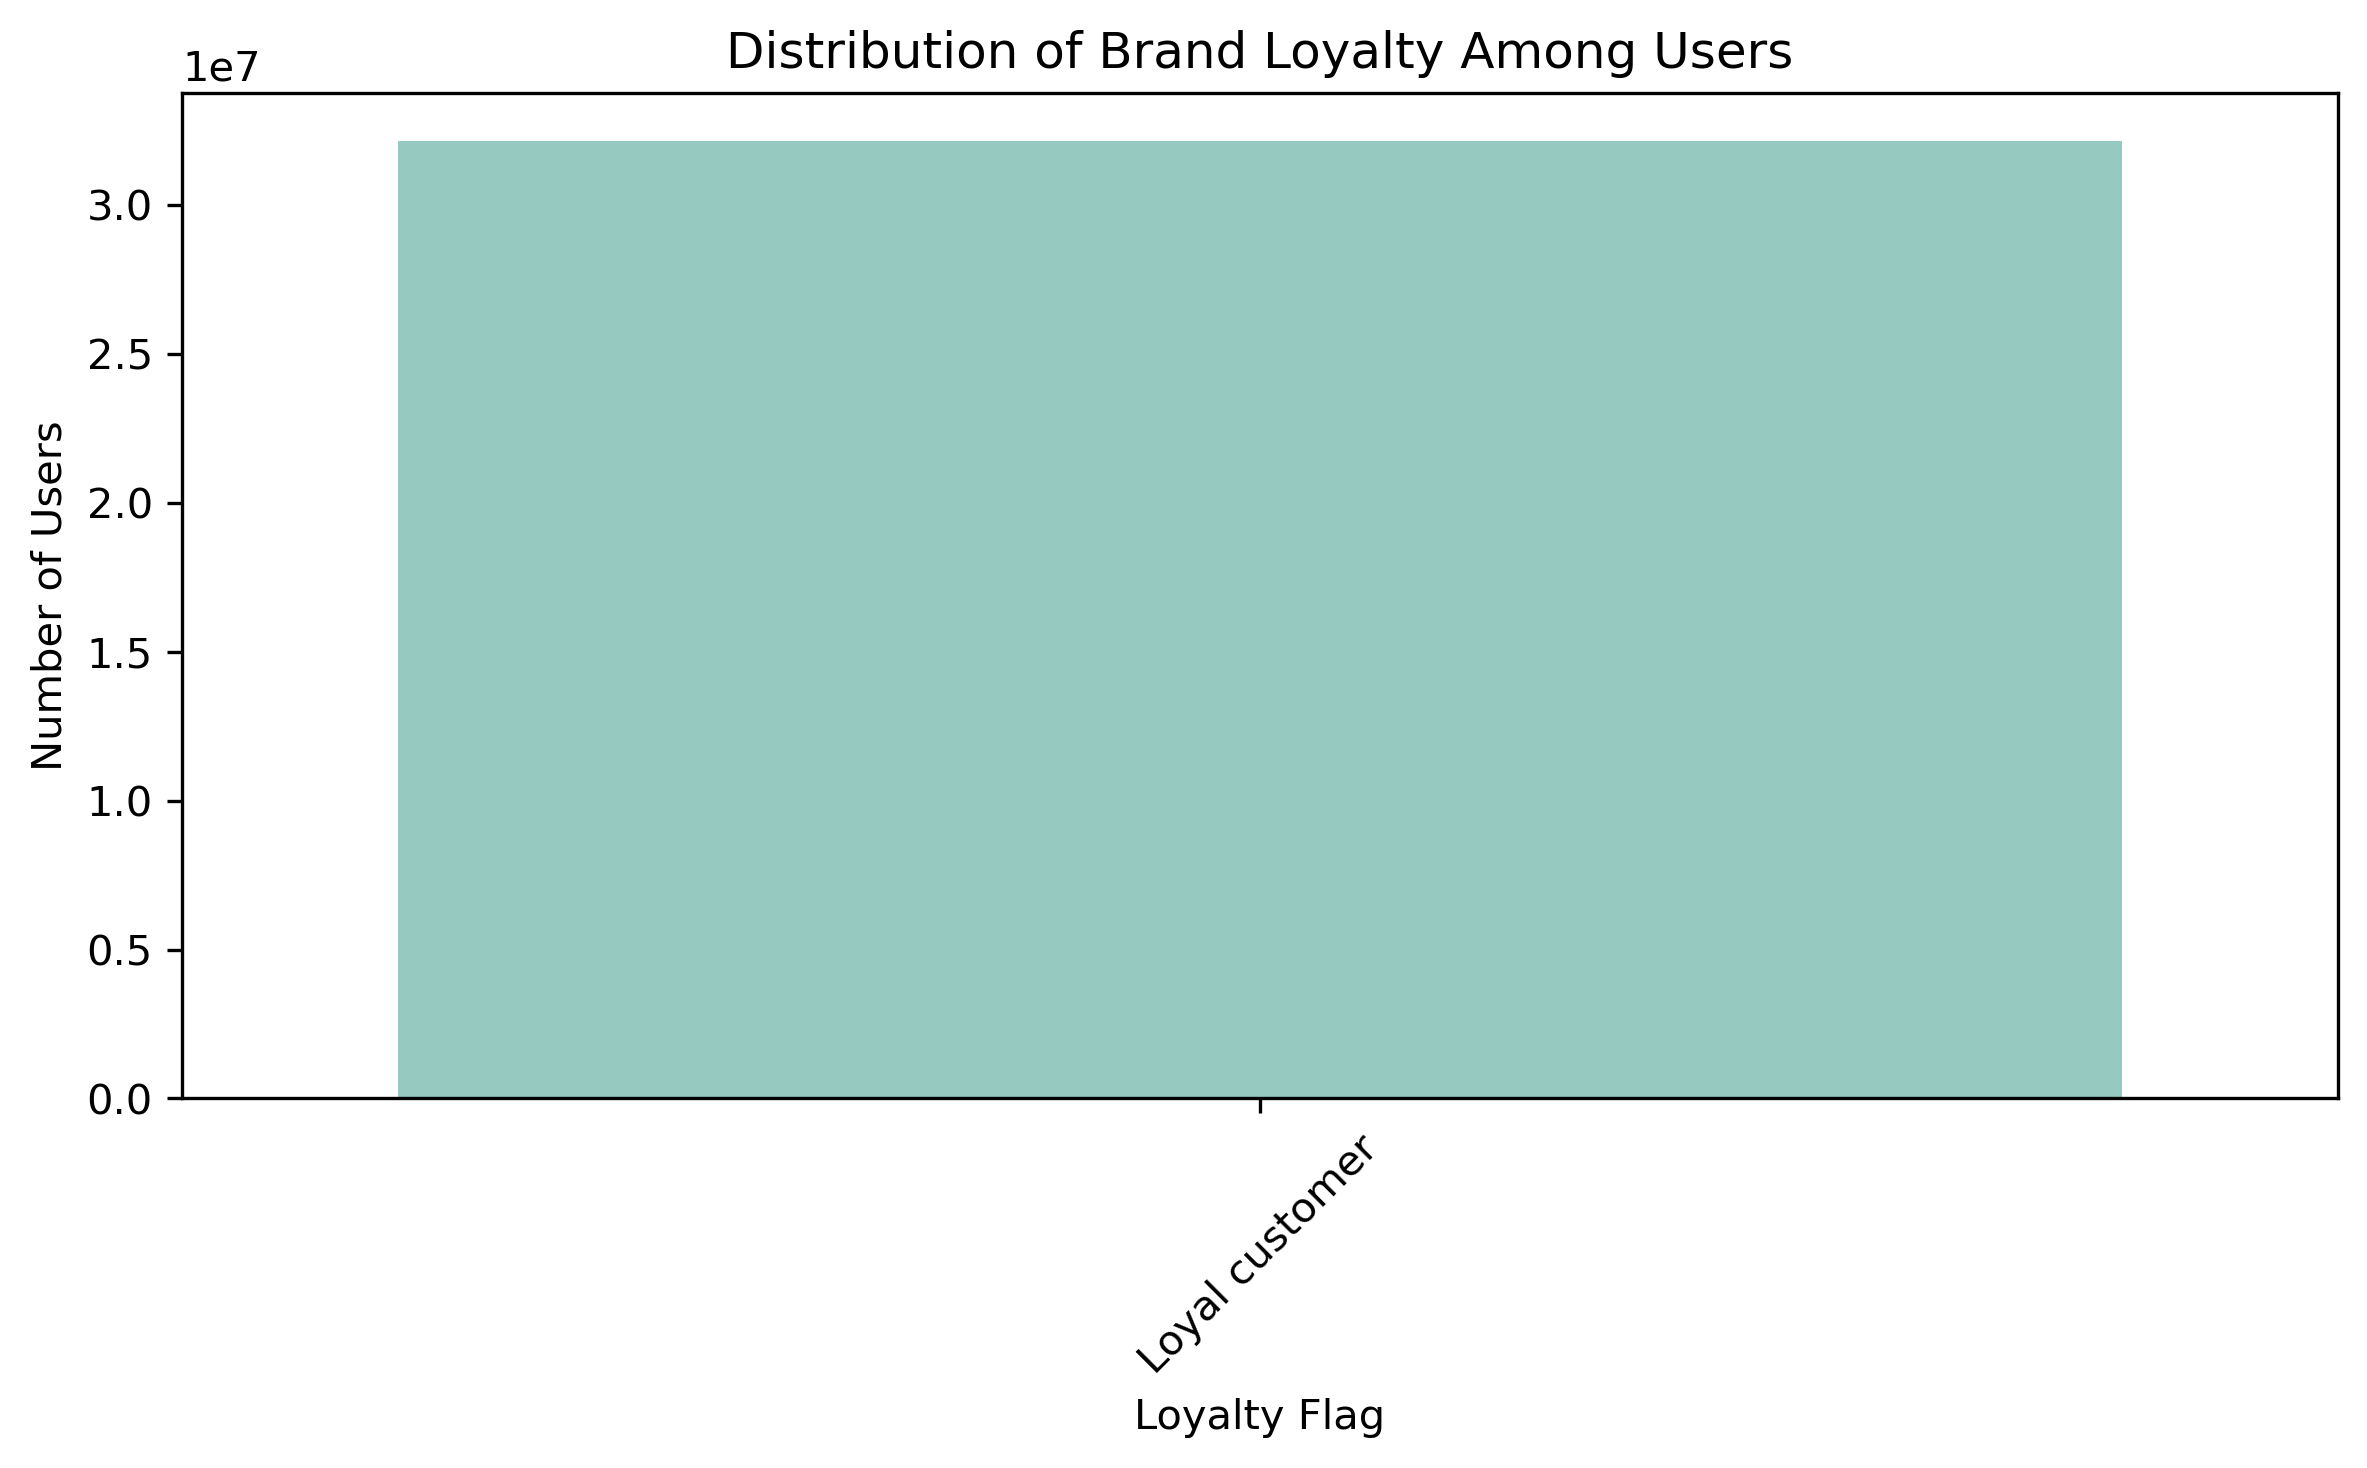 Distribution of Brand Loyalty Among Users
1e7
3.0
2.5
2.0
1.5
1.0
0.5
0.0
Number of Users
Loyal customer
Loyalty Flag